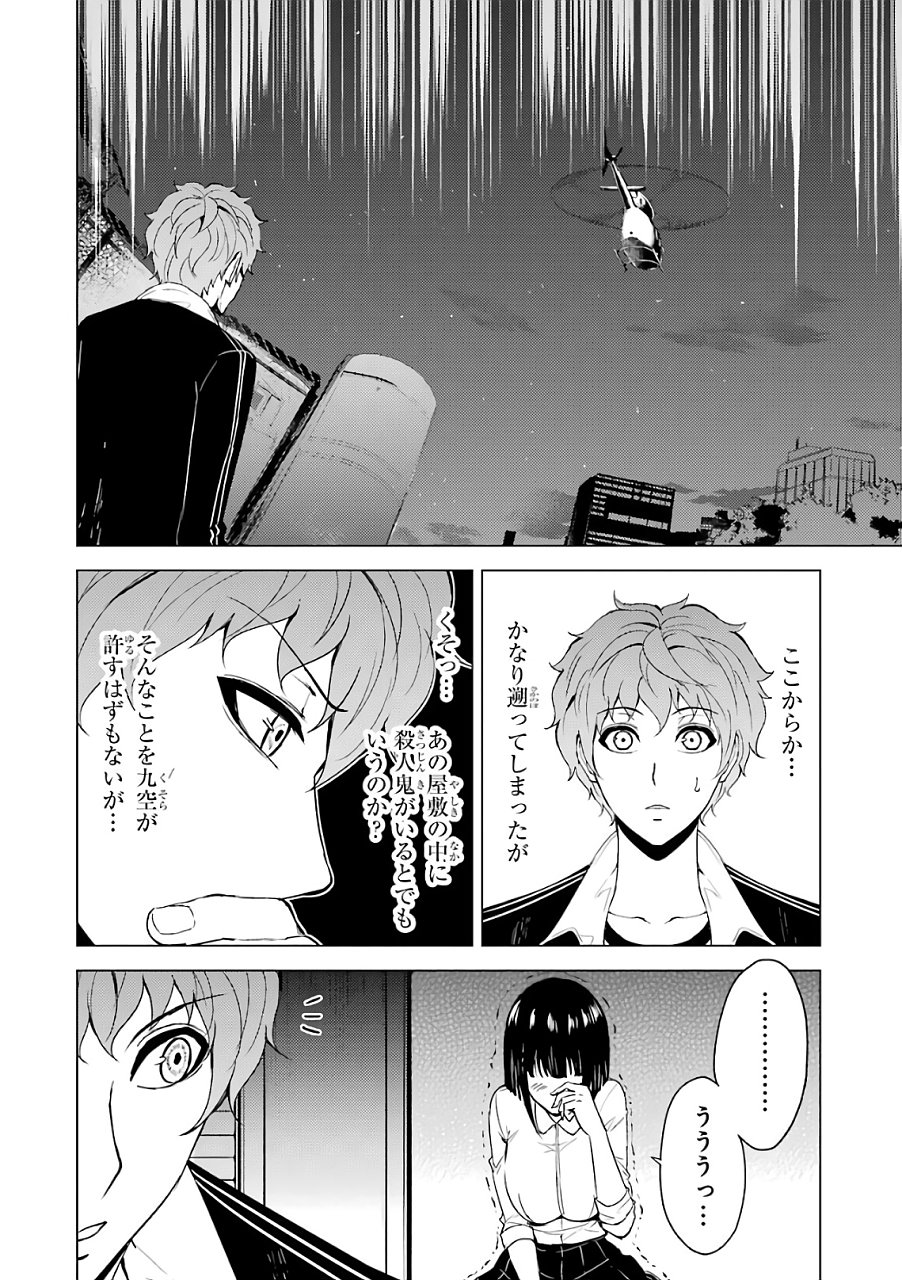 ここからか…
かなり遡ってしまったが
くそっ…
あの屋敷の中に
殺人鬼がいるとでも
いうのか?
そんなことを九空が
許すはずもないが…
………
うううっ…